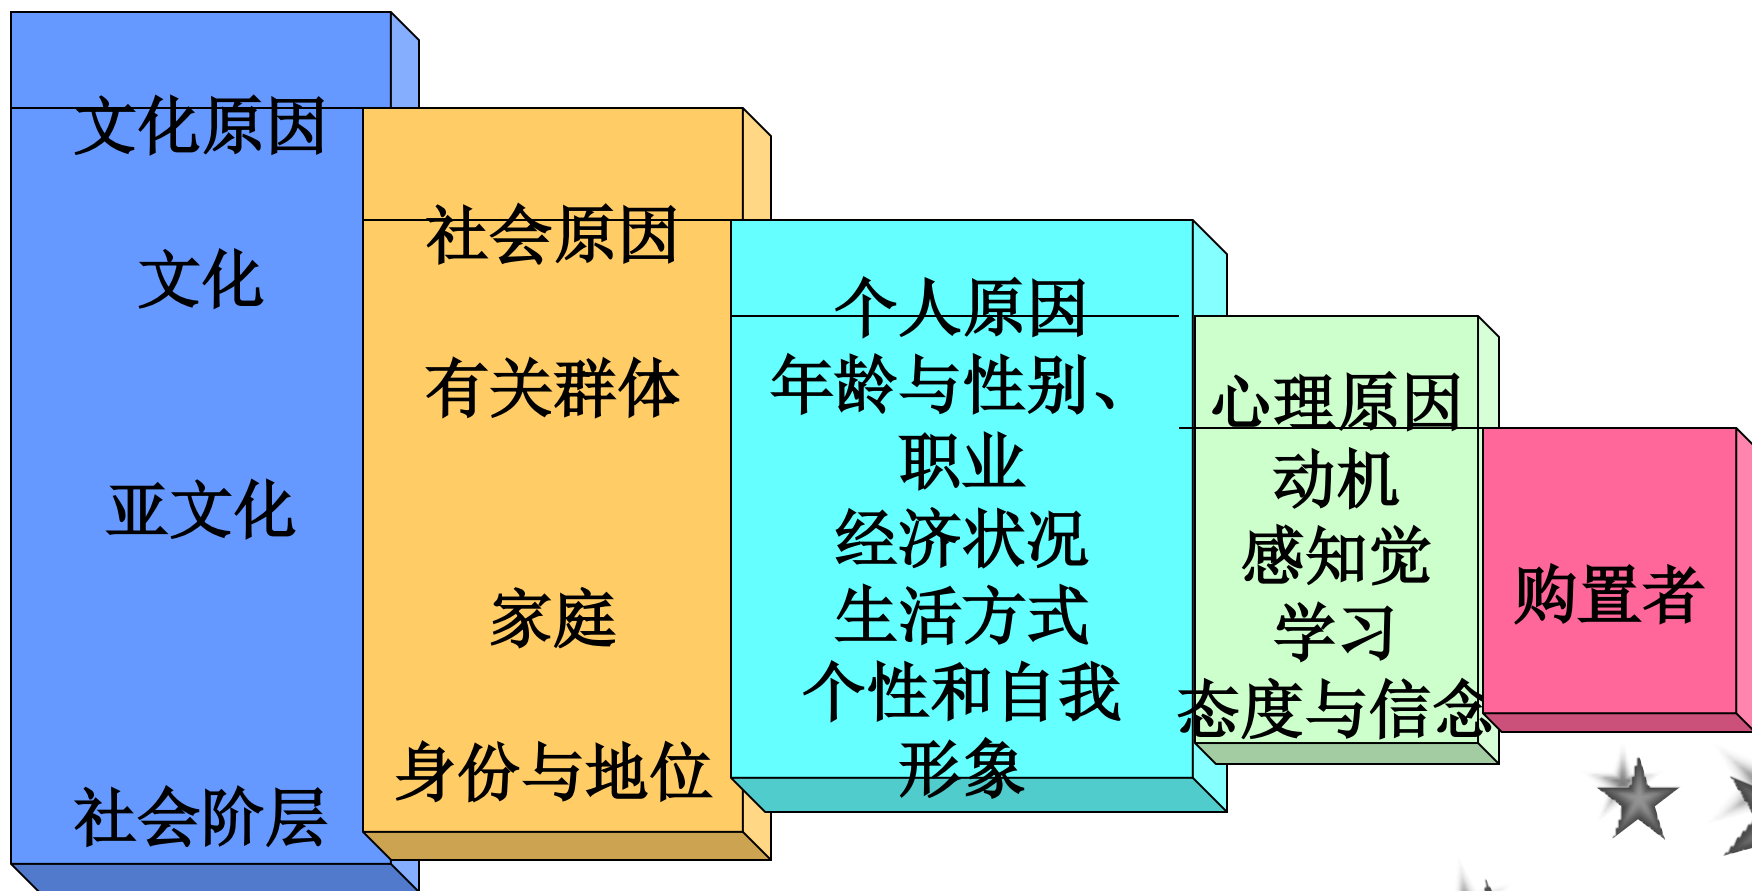 文化原因
文化
亚文化
社会阶层
社会原因
有关群体
家庭
身份与地位
个人原因
年龄与性别、
职业
经济状况
生活方式
个性和自我
形象
心理原因
动机
感知觉
学习
态度与信念
购置者